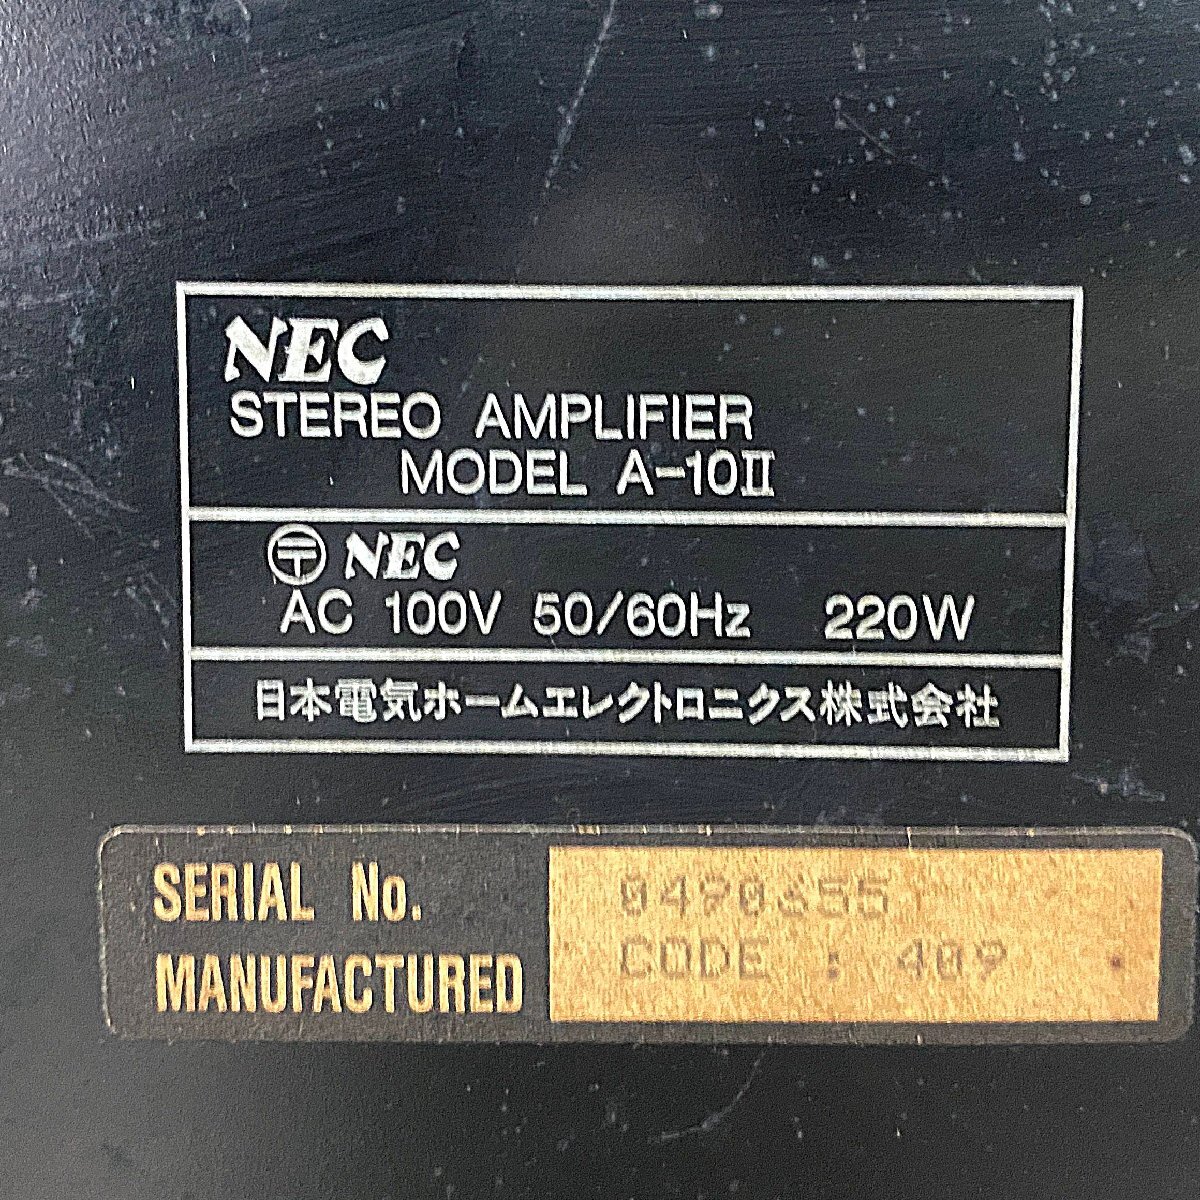 NEC
STEREO AMPLIFIER
MODEL A-10II
〶 NEC
AC 100V 50/60Hz 220W
日本電気ホームエレクトロニクス株式会社
SERIAL No. 0490655
MANUFACTURED CODE : 409